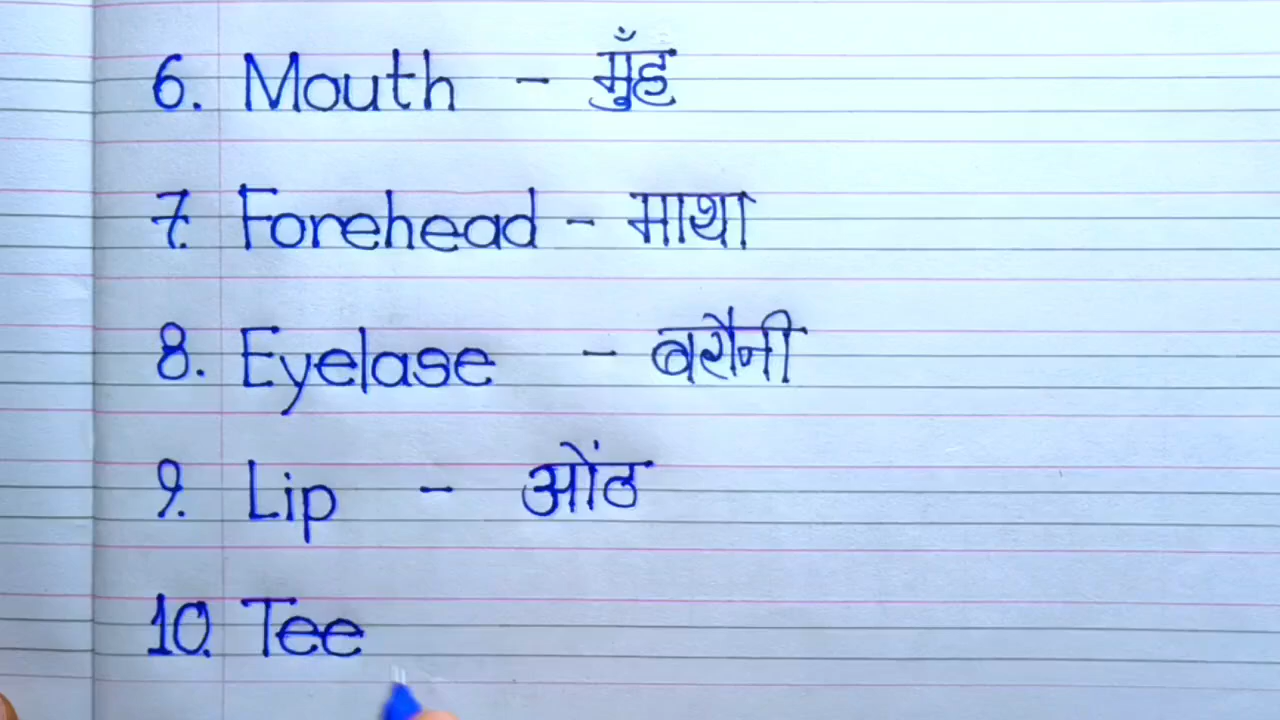 6. Mouth - मुँह
7. Forehead - माथा
8. Eyelase - बरौनी
9. Lip - ओंठ
10. Tee